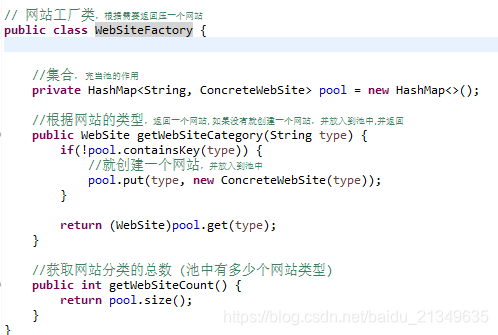 // 网站工厂类，根据需要返回压一个网站
public class WebSiteFactory {
//集合，充当池的作用
private HashMap<String, ConcreteWebSite> pool = new HashMap<>();
//根据网站的类型，返回一个网站,如果没有就创建一个网站，并放入到池中,并返回
public WebSite getWebSiteCategory(String type) {
if(!pool.containsKey(type)) {
//就创建一个网站，并放入到池中
pool.put(type, new ConcreteWebSite(type));
}
return (WebSite)pool.get(type);
}
//获取网站分类的总数 (池中有多少个网站类型)
public int getWebSiteCount() {
return pool.size();
}
}
https://blog.csdn.net/baidu_21349635